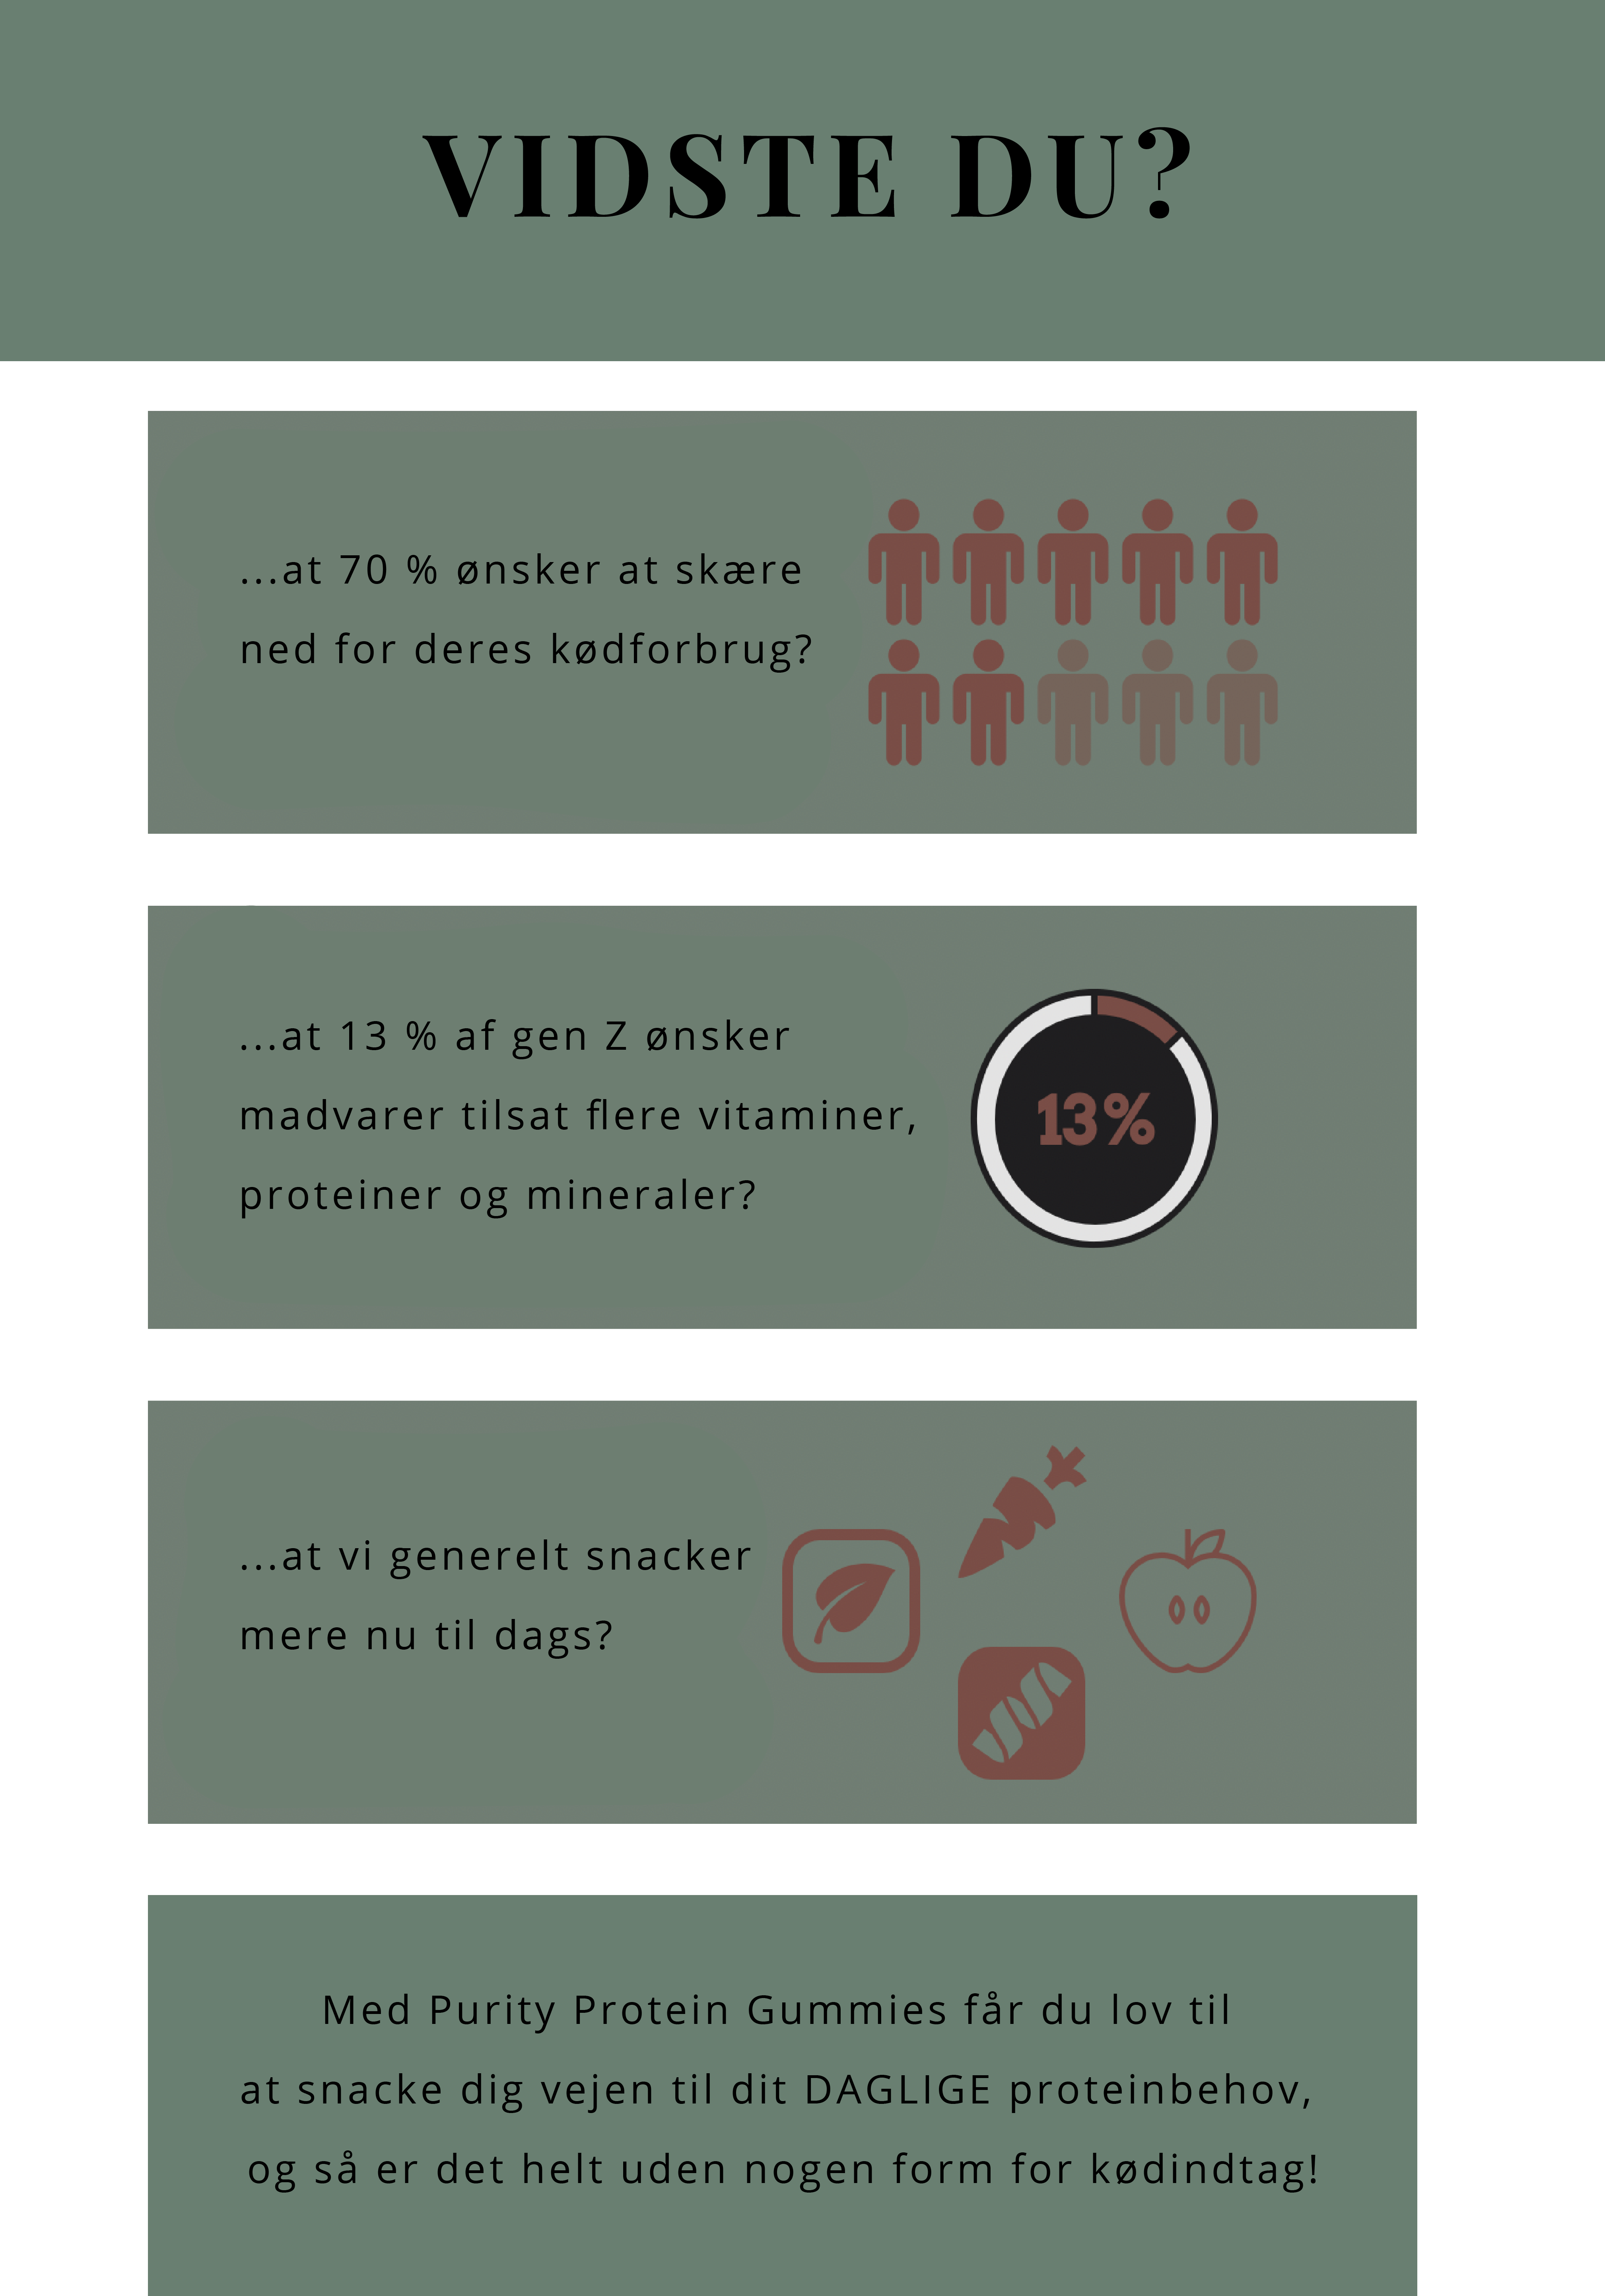 VIDSTE DU?
...at 70 % ønsker at skære
ned for deres kødforbrug?
...at 13 % af gen Z ønsker
madvarer tilsat flere vitaminer,
proteiner og mineraler?
13%
...at vi generelt snacker
mere nu til dags?
Med Purity Protein Gummies får du lov til
at snacke dig vejen til dit DAGLIGE proteinbehov,
og så er det helt uden nogen form for kødindtag!